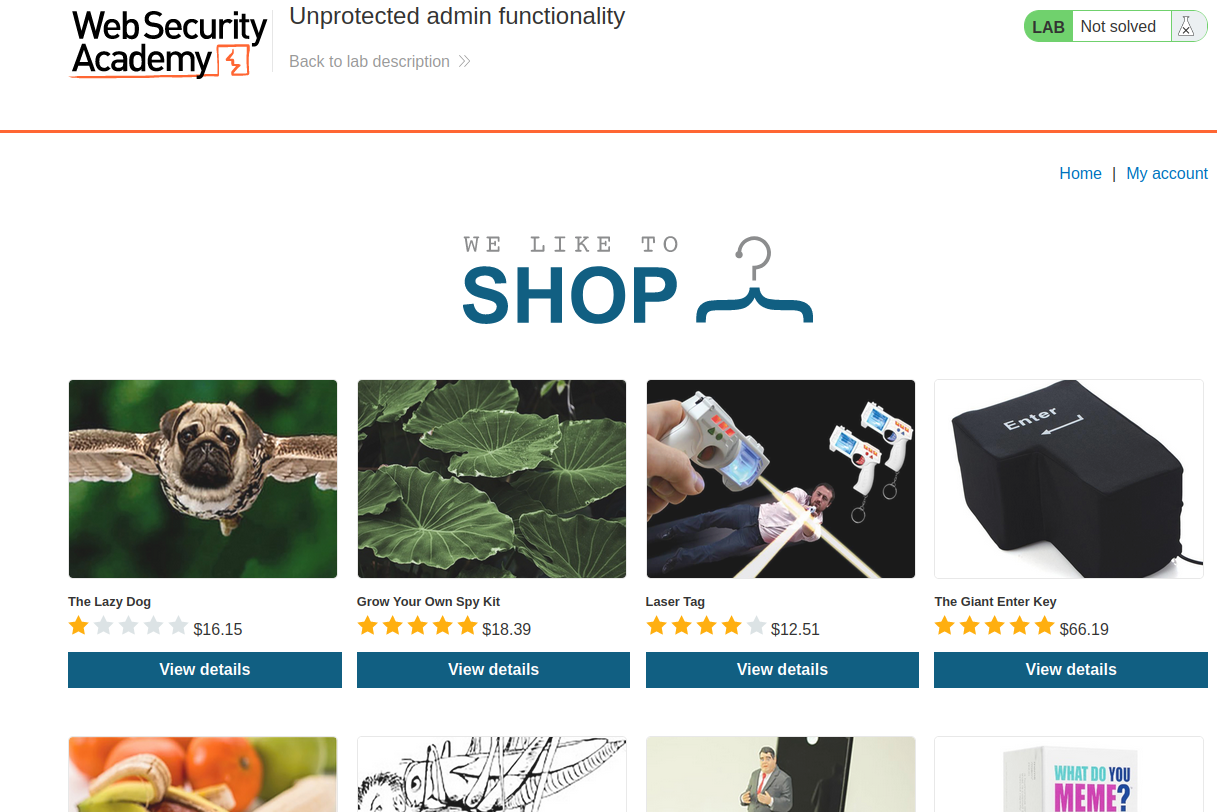 Web Security
Academy
Unprotected admin functionality
Back to lab description
LAB Not solved
Home | My account
WE LIKE TO
SHOP
Enter
The Lazy Dog
$16.15
View details
Grow Your Own Spy Kit
$18.39
View details
Laser Tag
$12.51
View details
The Giant Enter Key
$66.19
View details
WHAT DO YOU
MEME?